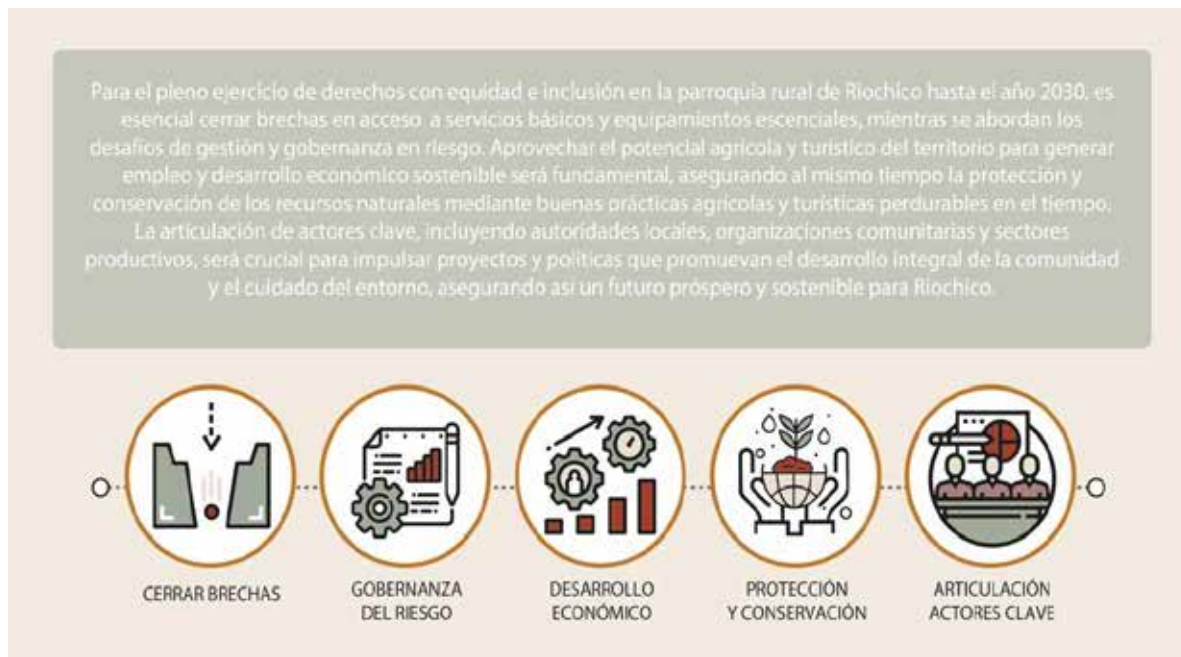 Para el pleno ejercicio de derechos con equidad e inclusión en la parroquia rural de Riochico hasta el año 2030, es
esencial cerrar brechas en acceso a servicios básicos y equipamientos escenciales, mientras se abordan los
desafíos de gestión y gobernanza en riesgo. Aprovechar el potencial agrícola y turístico del territorio para generar
empleo y desarrollo económico sostenible será fundamental, asegurando al mismo tiempo la protección y
conservación de los recursos naturales mediante buenas prácticas agrícolas y turísticas perdurables en el tiempo.
La articulación de actores clave, incluyendo autoridades locales, organizaciones comunitarias y sectores
productivos, será crucial para impulsar proyectos y políticas que promuevan el desarrollo integral de la comunidad
y el cuidado del entorno, asegurando así un futuro próspero y sostenible para Riochico.
CERRAR BRECHAS
GOBERNANZA
DEL RIESGO
DESARROLLO
ECONÓMICO
PROTECCIÓN
Y CONSERVACIÓN
ARTICULACIÓN
ACTORES CLAVE